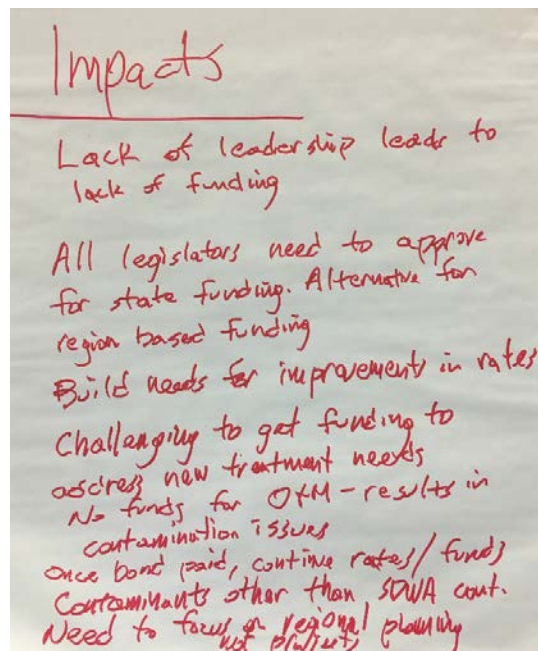 Impacts
Lack of leadership leads to
lack of funding
All legislators need to approve
for state funding. Alternative for
region based funding
Build needs for improvements in rates
Challenging to get funding to
address new treatment needs
No funds for O&M - results in
contamination issues
Once bond paid, continue rates/funds
Contaminants other than SDWA cont.
Need to focus on regional planning
not projects